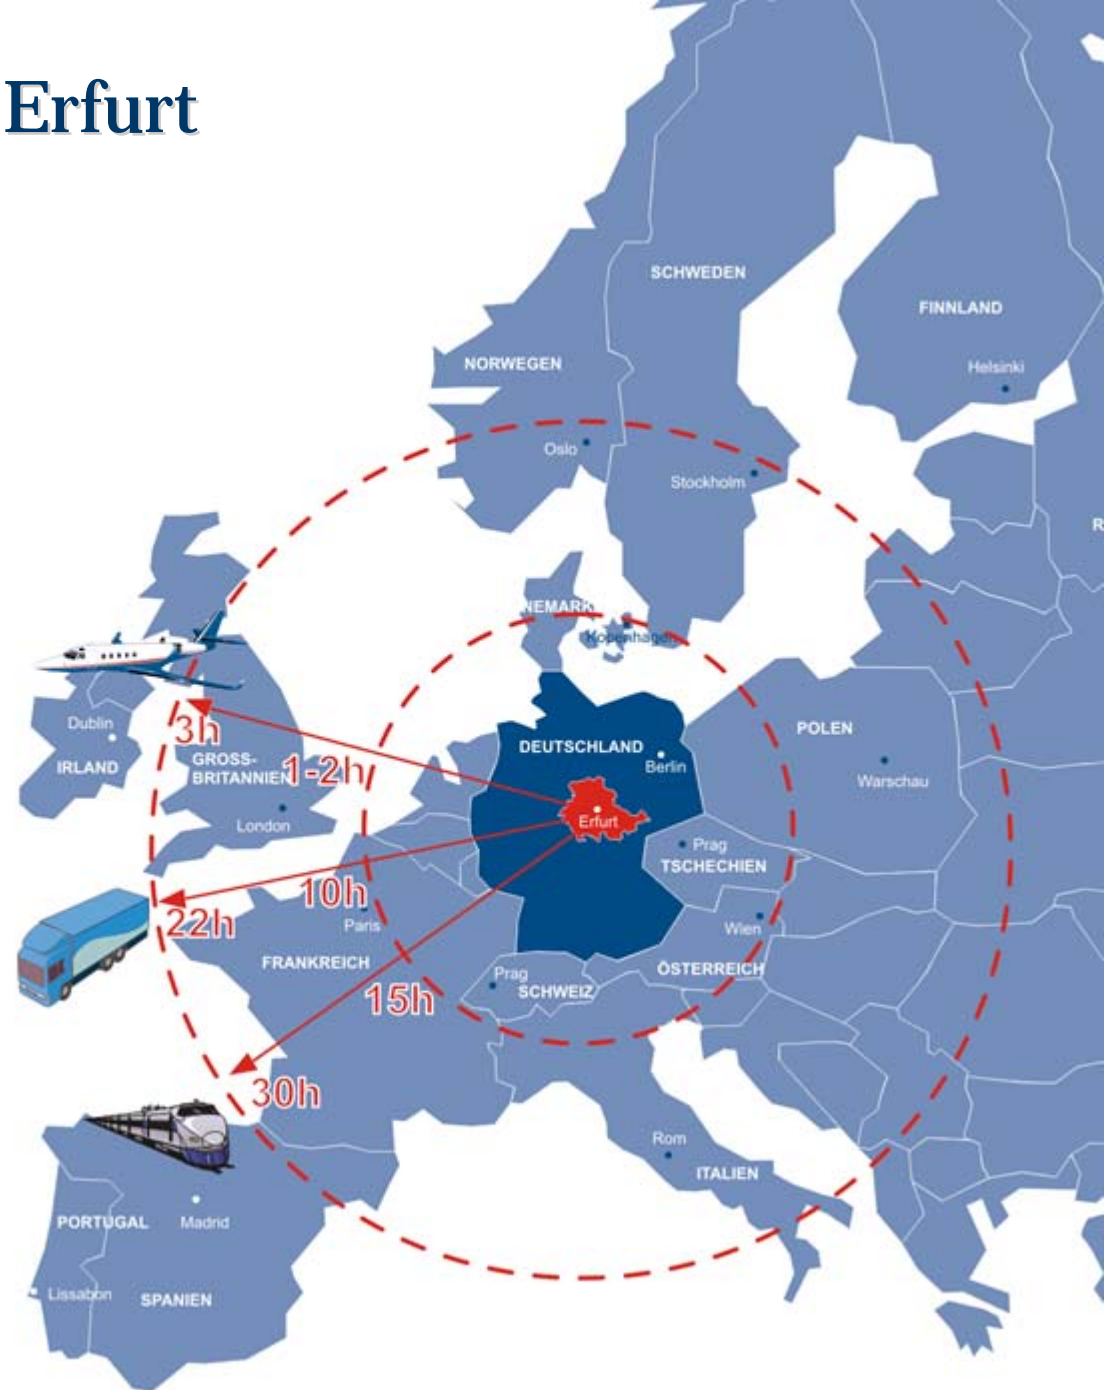 Erfurt
SCHWEDEN
FINNLAND
NORWEGEN
Helsinki
Oslo
Stockholm
R
NEMARK
Kopenhagen
Dublin
3h
IRLAND
GROSS-
BRITANNIEN
1-2h
DEUTSCHLAND
Berlin
POLEN
Warschau
London
Erfurt
Prag
TSCHECHIEN
10h
22h
Paris
Wien
FRANKREICH
Prag
SCHWEIZ
ÖSTERREICH
15h
30h
Rom
ITALIEN
PORTUGAL
Madrid
Lissabon
SPANIEN